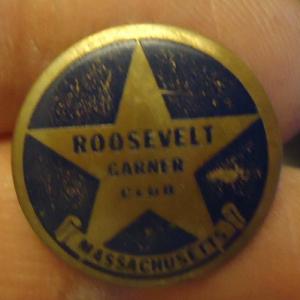 ROOSEVELT
GARNER
CLUB
MASSACHUSETTS